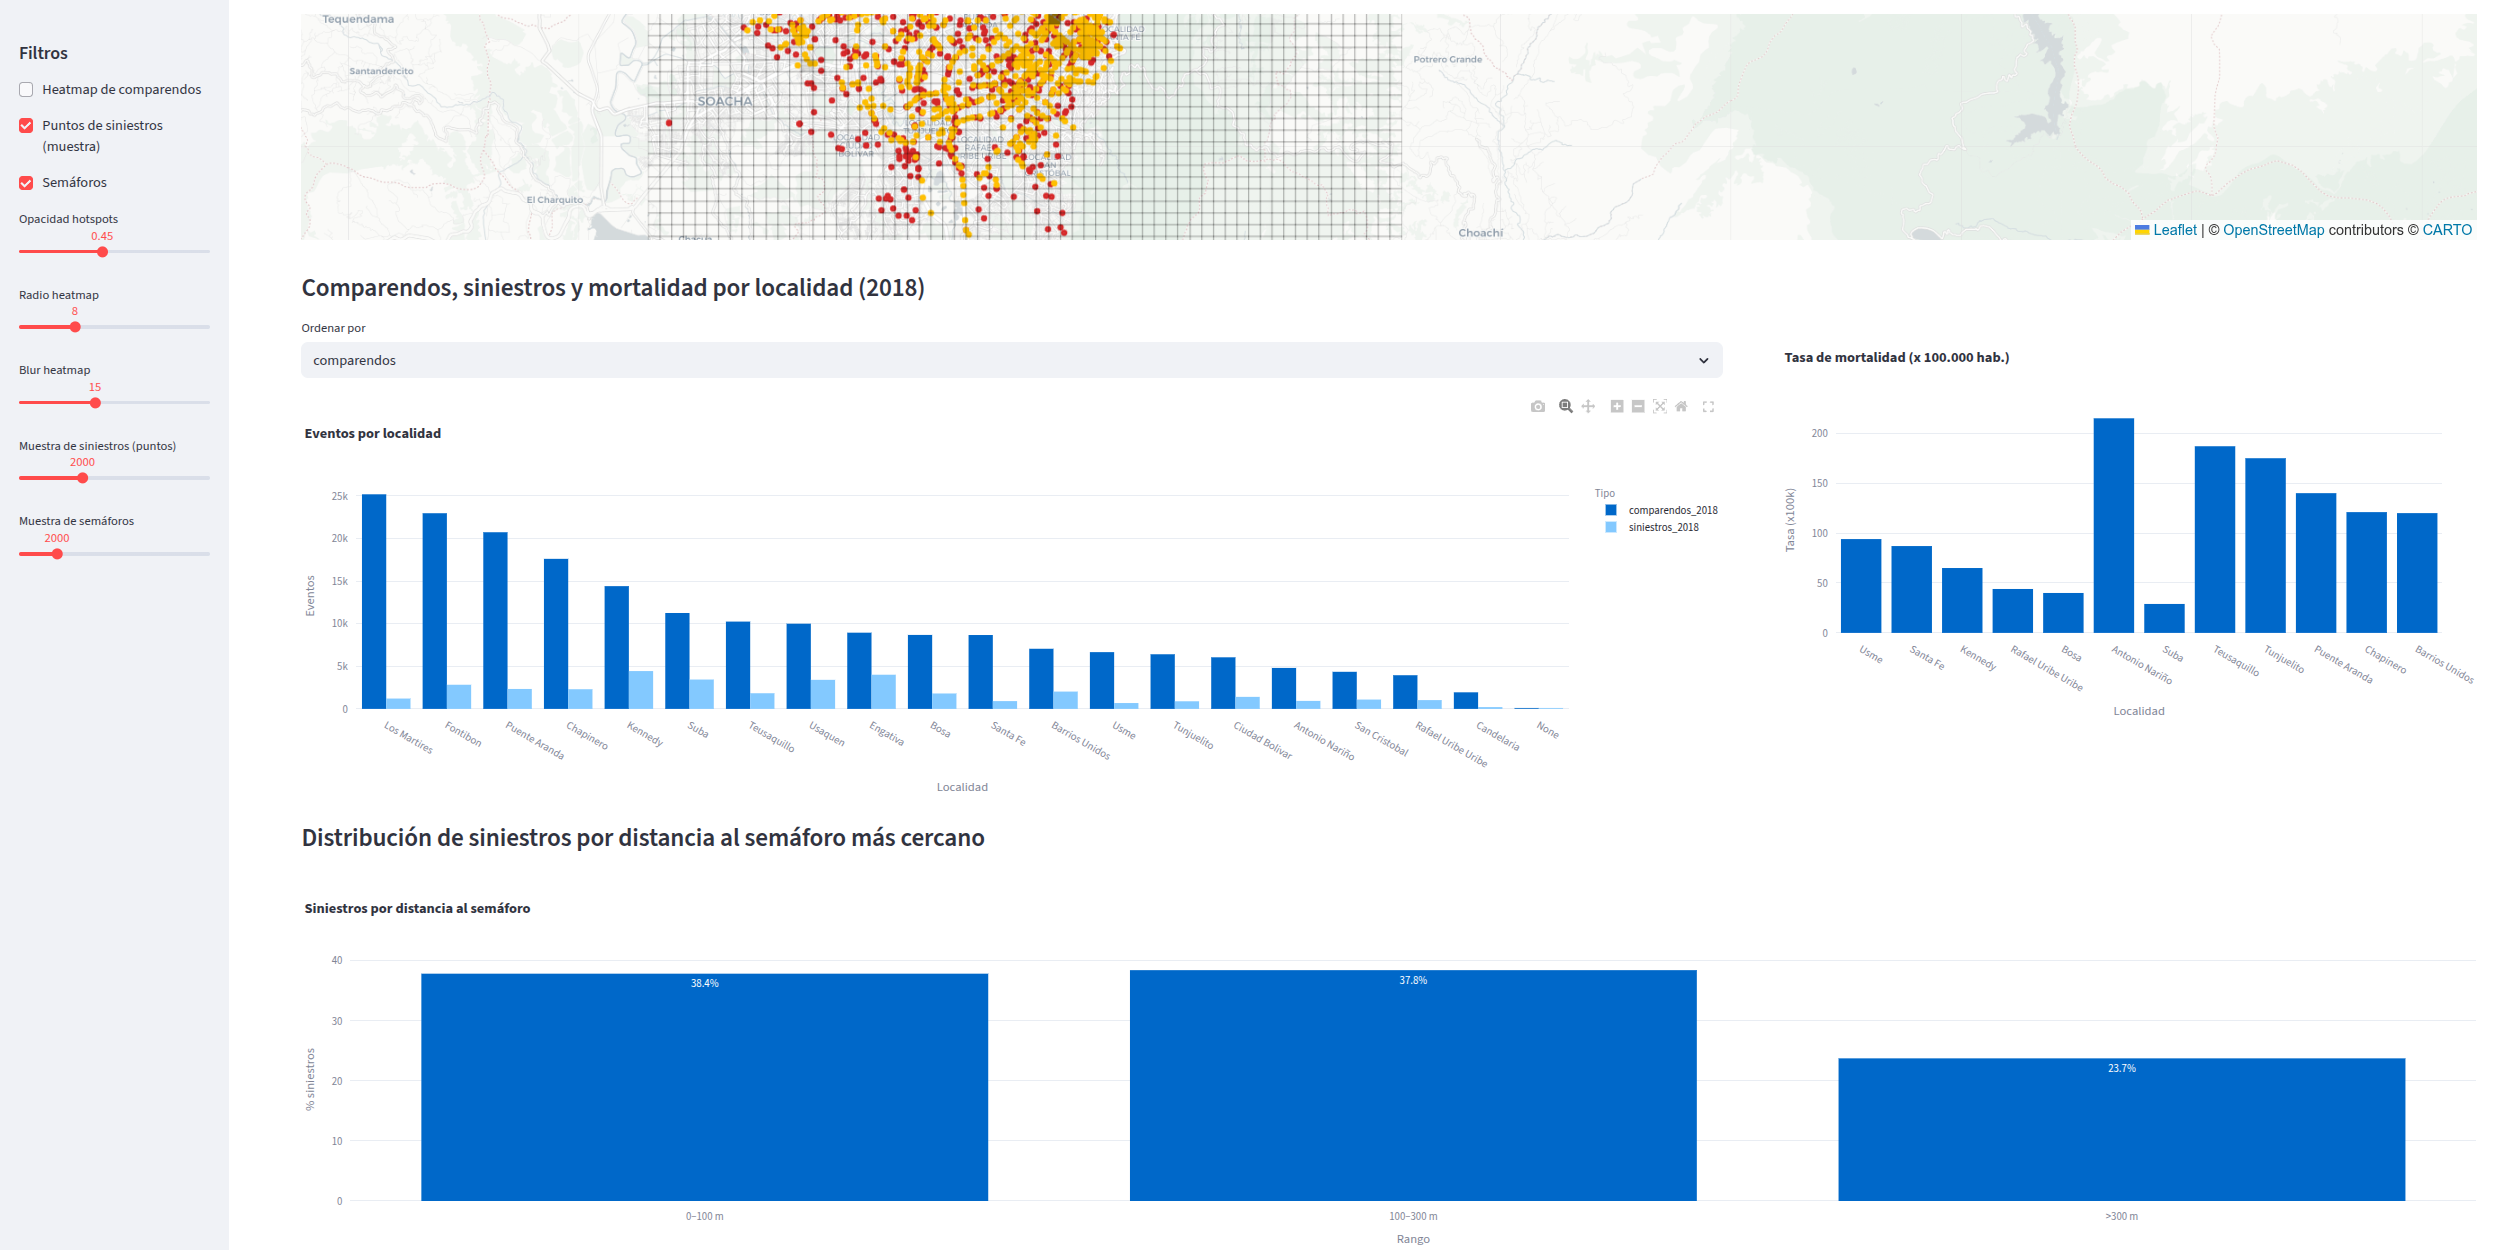 Filtros
Heatmap de comparendos
Puntos de siniestros
(muestra)
Semáforos
Opacidad hotspots
0.45
Radio heatmap
8
Blur heatmap
15
Muestra de siniestros (puntos)
2000
Muestra de semáforos
2000
Tequendama
Santandercito
SOACHA
El Charquito
Potrero Grande
Choachí
LOCALIDAD
RAFAEL
Leaflet | © OpenStreetMap contributors © CARTO
Comparendos, siniestros y mortalidad por localidad (2018)
Ordenar por
comparendos
Eventos por localidad
25k
20k
15k
10k
5k
0
Eventos
Los Martires
Fontibon
Puente Aranda
Chapinero
Kennedy
Suba
Teusaquillo
Usaquen
Engativa
Bosa
Santa Fe
Barrios Unidos
Usme
Tunjuelito
Ciudad Bolivar
Antonio Nariño
San Cristobal
Rafael Uribe Uribe
Candelaria
None
Localidad
Tipo
comparendos_2018
siniestros_2018
Tasa de mortalidad (x 100.000 hab.)
200
150
100
50
0
Tasa (x100k)
Usme
Santa Fe
Kennedy
Rafael Uribe Uribe
Bosa
Antonio Nariño
Suba
Teusaquillo
Tunjuelito
Puente Aranda
Chapinero
Barrios Unidos
Localidad
Distribución de siniestros por distancia al semáforo más cercano
Siniestros por distancia al semáforo
40
30
20
10
0
% siniestros
38.4%
37.8%
23.7%
0–100 m
100–300 m
>300 m
Rango